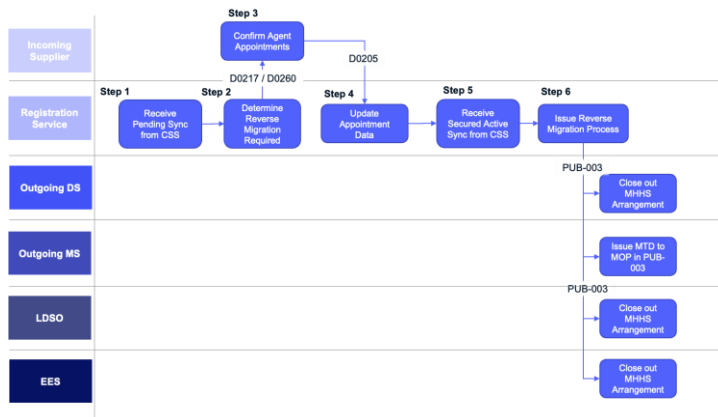 Step 3
Incoming
Supplier
Confirm Agent
Appointments
D0205
D0217 / D0260
Step 1
Step 2
Step 4
Step 5
Step 6
Registration
Service
Receive
Pending Sync
from CSS
Determine
Reverse
Migration
Required
Update
Appointment
Data
Receive
Secured Active
Sync from CSS
Issue Reverse
Migration Process
PUB-003
Outgoing DS
Close out
MHHS
Arrangement
Outgoing MS
Issue MTD to
MOP in PUB-
003
PUB-003
LDSO
Close out
MHHS
Arrangement
EES
Close out
MHHS
Arrangement